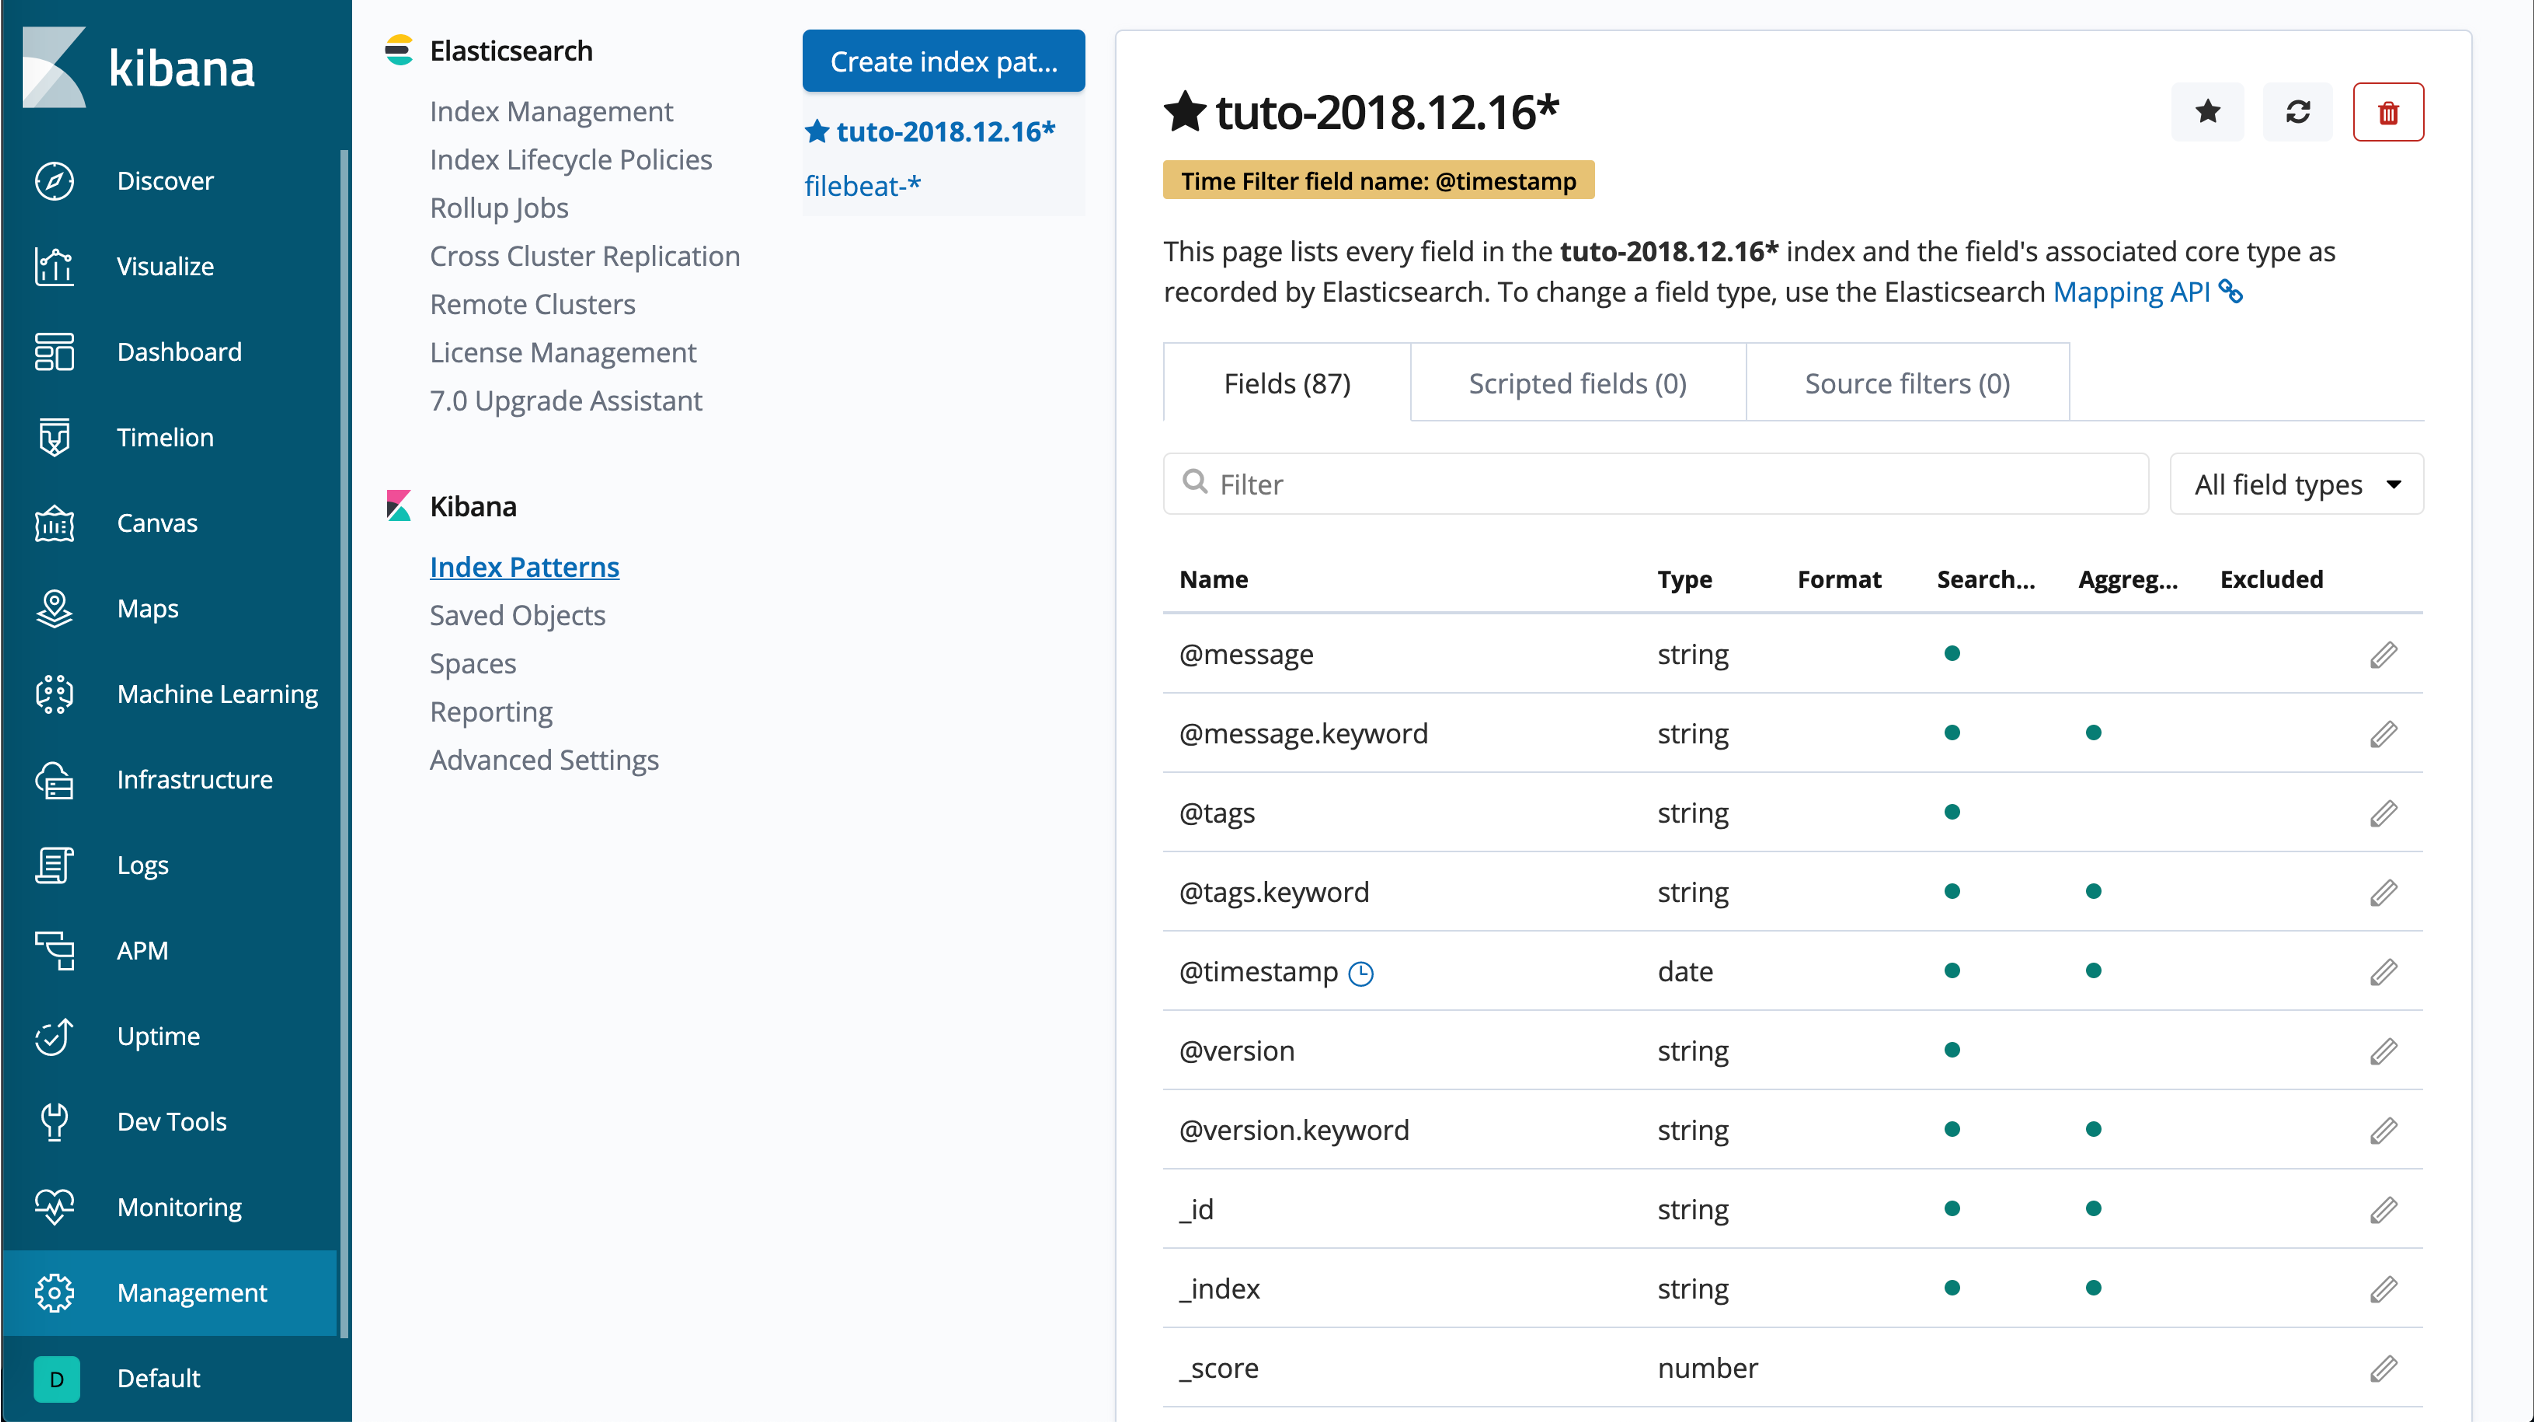 kibana
Discover
Visualize
Dashboard
Timelion
Canvas
Maps
Machine Learning
Infrastructure
Logs
APM
Uptime
Dev Tools
Monitoring
Management
D Default
Elasticsearch
Index Management
Index Lifecycle Policies
Rollup Jobs
Cross Cluster Replication
Remote Clusters
License Management
7.0 Upgrade Assistant
Kibana
Index Patterns
Saved Objects
Spaces
Reporting
Advanced Settings
Create index pat...
★ tuto-2018.12.16*
filebeat-*
★ tuto-2018.12.16*
Time Filter field name: @timestamp
This page lists every field in the tuto-2018.12.16* index and the field's associated core type as
recorded by Elasticsearch. To change a field type, use the Elasticsearch Mapping API
Fields (87) Scripted fields (0) Source filters (0)
Filter All field types
Name Type Format Search... Aggreg... Excluded
@message string
@message.keyword string
@tags string
@tags.keyword string
@timestamp date
@version string
@version.keyword string
_id string
_index string
_score number